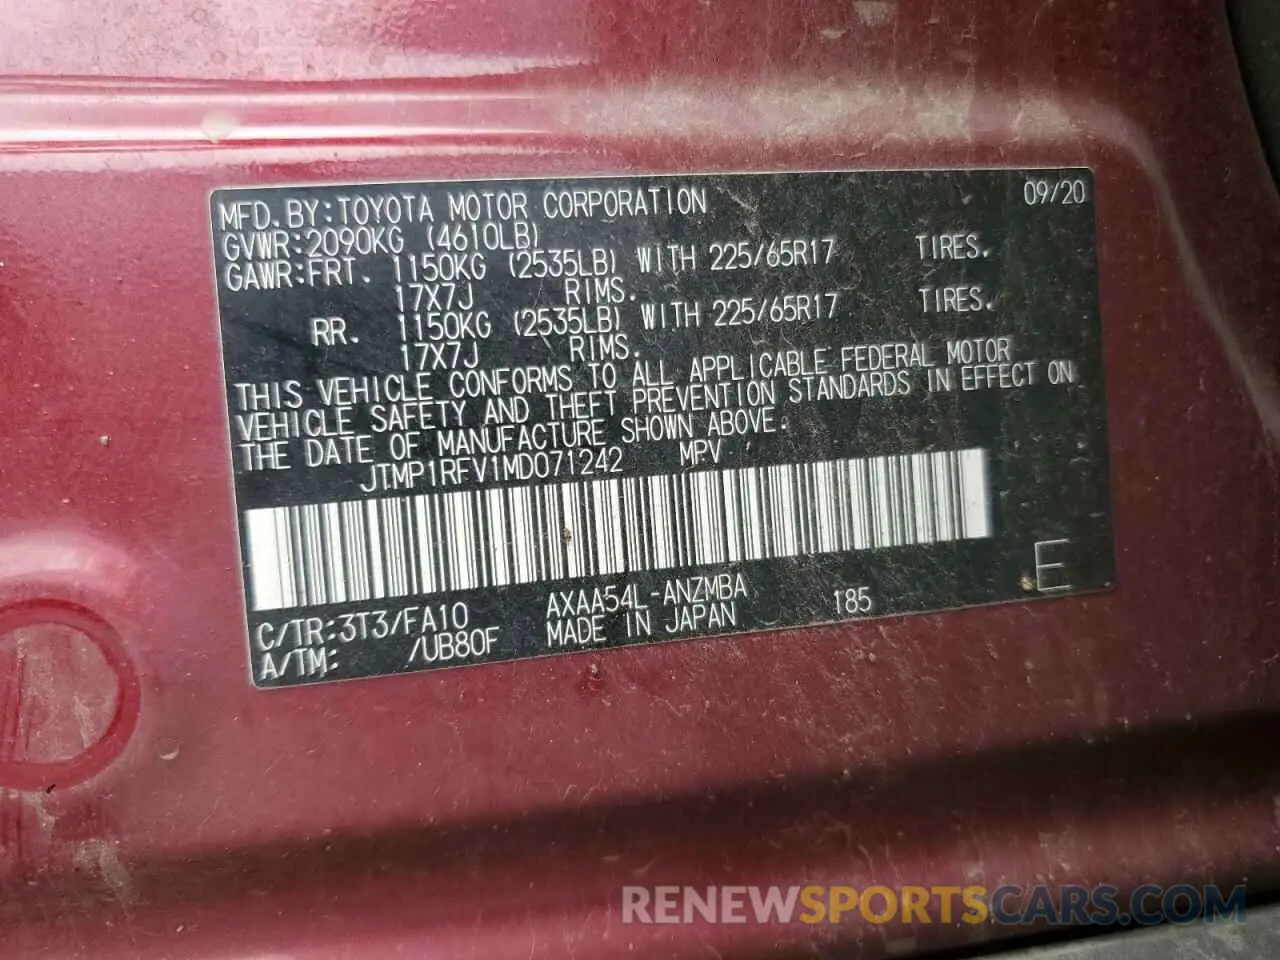 MFD.BY:TOYOTA MOTOR CORPORATION 09/20
GVWR:2090KG (4610LB)
GAWR:FRT. 1150KG (2535LB) WITH 225/65R17 TIRES.
17X7J RIMS.
RR. 1150KG (2535LB) WITH 225/65R17 TIRES.
17X7J RIMS.
THIS VEHICLE CONFORMS TO ALL APPLICABLE FEDERAL MOTOR
VEHICLE SAFETY AND THEFT PREVENTION STANDARDS IN EFFECT ON
THE DATE OF MANUFACTURE SHOWN ABOVE.
JTMP1RFV1MD071242 MPV
E
C/TR:3T3/FA10 AXAA54L-ANZMBA 185
A/TM: /UB80F MADE IN JAPAN
RENEWSPORTSCARS.COM